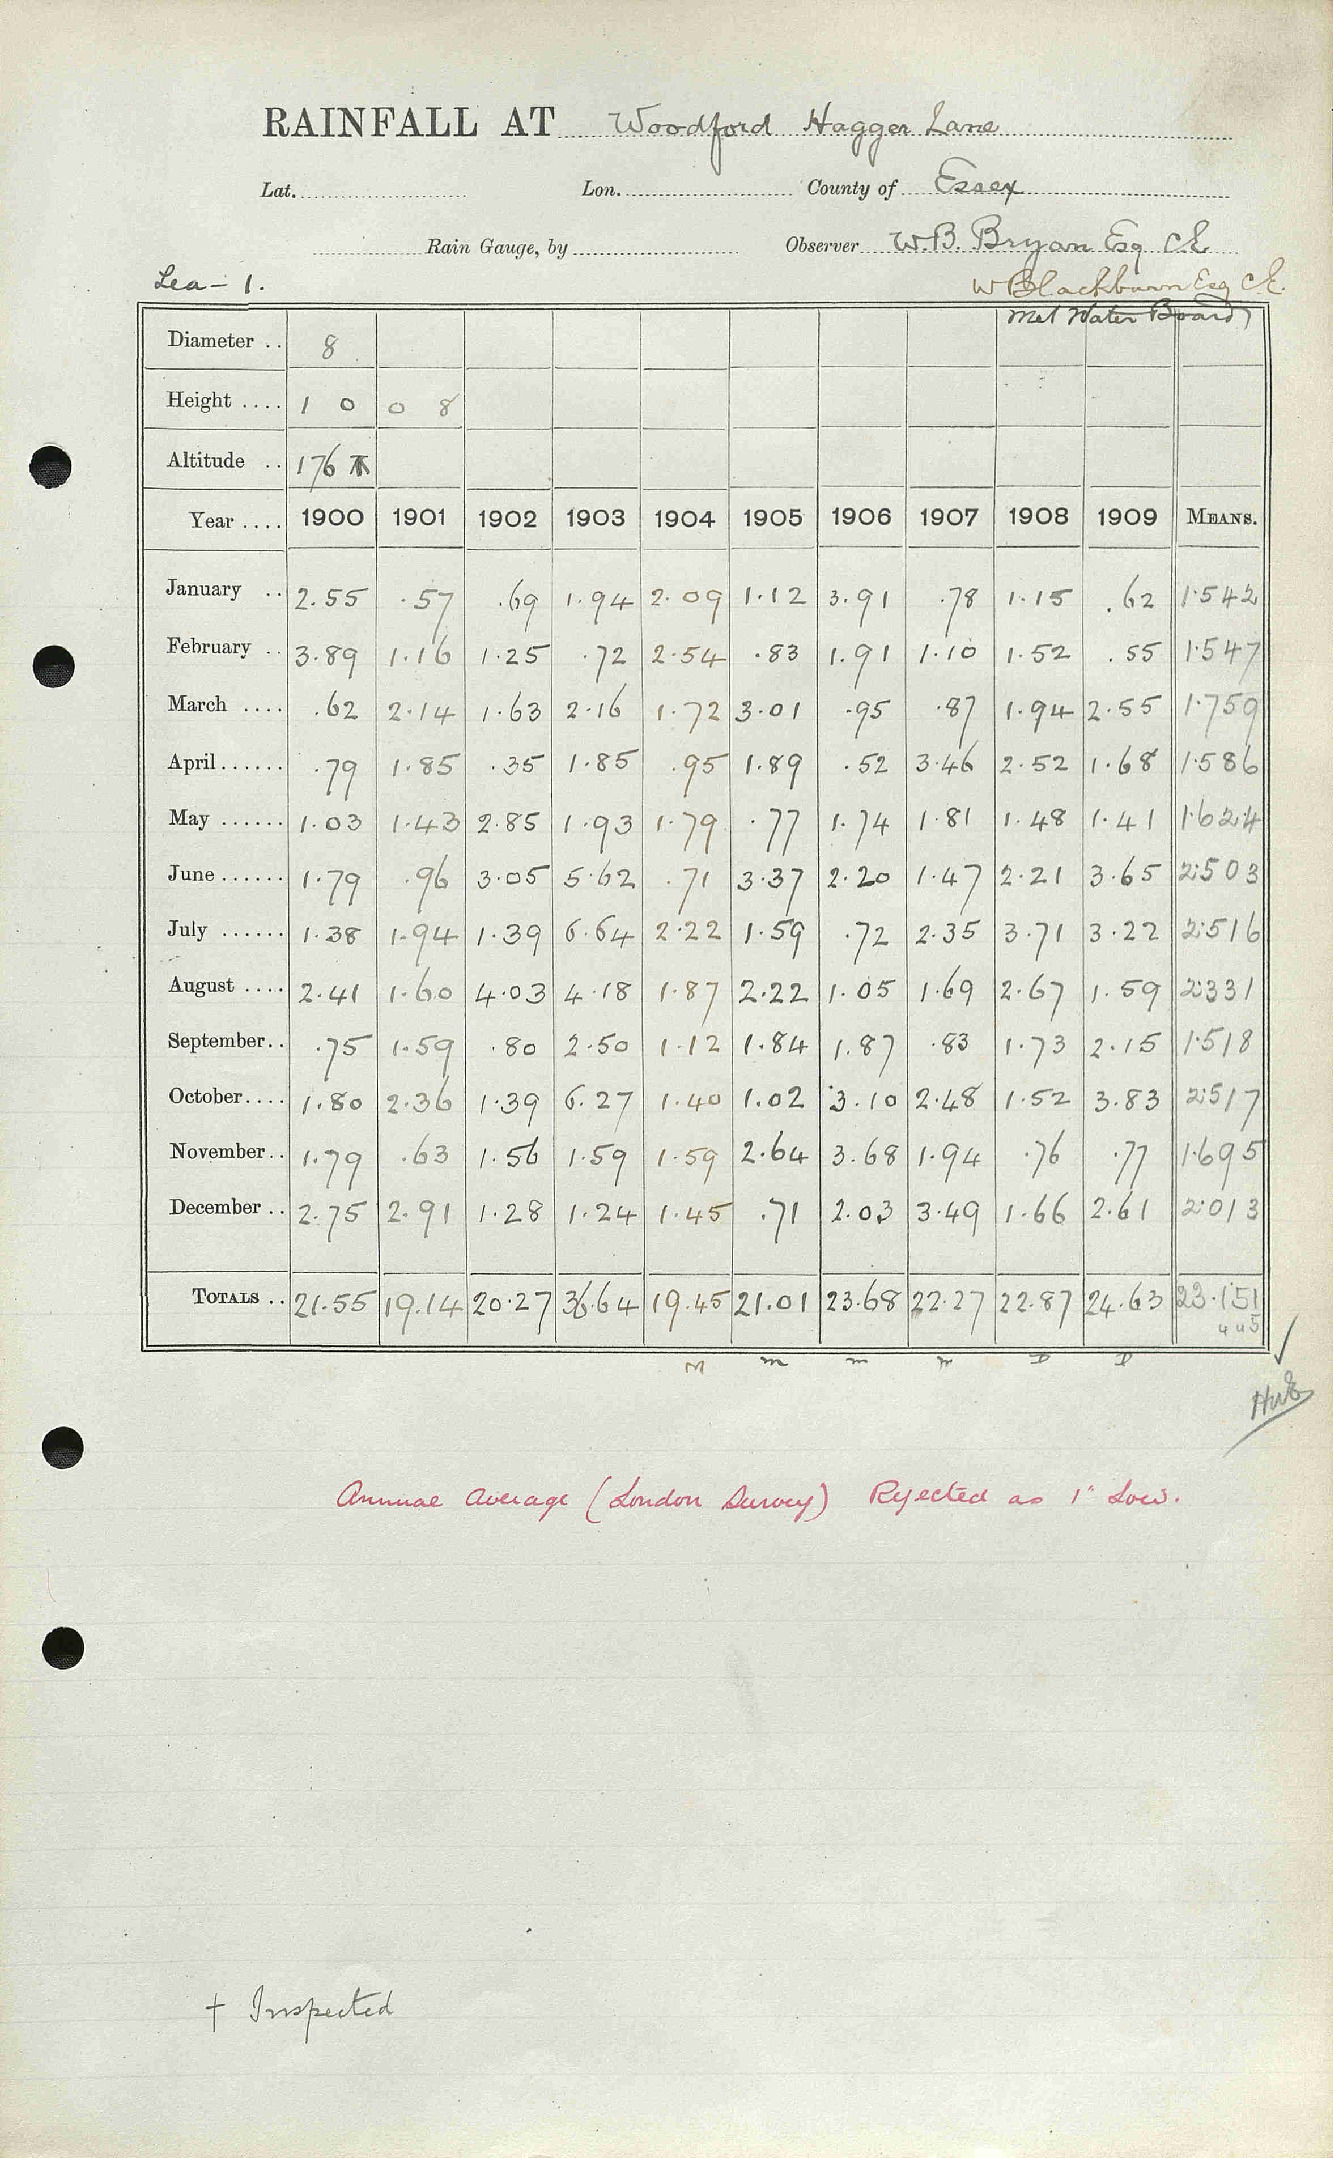 RAINFALL AT Woodford Hagger Lane
Lat. Lon. County of Essex
Rain Gauge, by Observer W.B. Bryan Esq CE
Lea - 1. W Blackburn Esq C.E.
Met Water Board
Diameter .. 8
Height .... 1 0 0 8
Altitude .. 176
Year .... 1900 1901 1902 1903 1904 1905 1906 1907 1908 1909 MEANS.
January .. 2.55 .57 .69 1.94 2.09 1.12 3.91 .78 1.15 .62 1.542
February .. 3.89 1.16 1.25 .72 2.54 .83 1.91 1.10 1.52 .55 1.547
March .... .62 2.14 1.63 2.16 1.72 3.01 .95 .87 1.94 2.55 1.759
April ...... .79 1.85 .35 1.85 .95 1.89 .52 3.46 2.52 1.68 1.586
May ...... 1.03 1.43 2.85 1.93 1.79 .77 1.74 1.81 1.48 1.41 1.624
June ...... 1.79 .96 3.05 5.62 .71 3.37 2.20 1.47 2.21 3.65 2.503
July ...... 1.38 1.94 1.39 6.64 2.22 1.59 .72 2.35 3.71 3.22 2.516
August .... 2.41 1.60 4.03 4.18 1.87 2.22 1.05 1.69 2.67 1.59 2.331
September .. .75 1.59 .80 2.50 1.12 1.84 1.87 .83 1.73 2.15 1.518
October .... 1.80 2.36 1.39 6.27 1.40 1.02 3.10 2.48 1.52 3.83 2.517
November .. 1.79 .63 1.56 1.59 1.59 2.64 3.68 1.94 .76 .77 1.695
December .. 2.75 2.91 1.28 1.24 1.45 .71 2.03 3.49 1.66 2.61 2.013
TOTALS .. 21.55 19.14 20.27 36.64 19.45 21.01 23.68 22.27 22.87 24.63 23.151
M m m m D D
Annual Average (London Survey) Rejected as 1" Low.
† Inspected